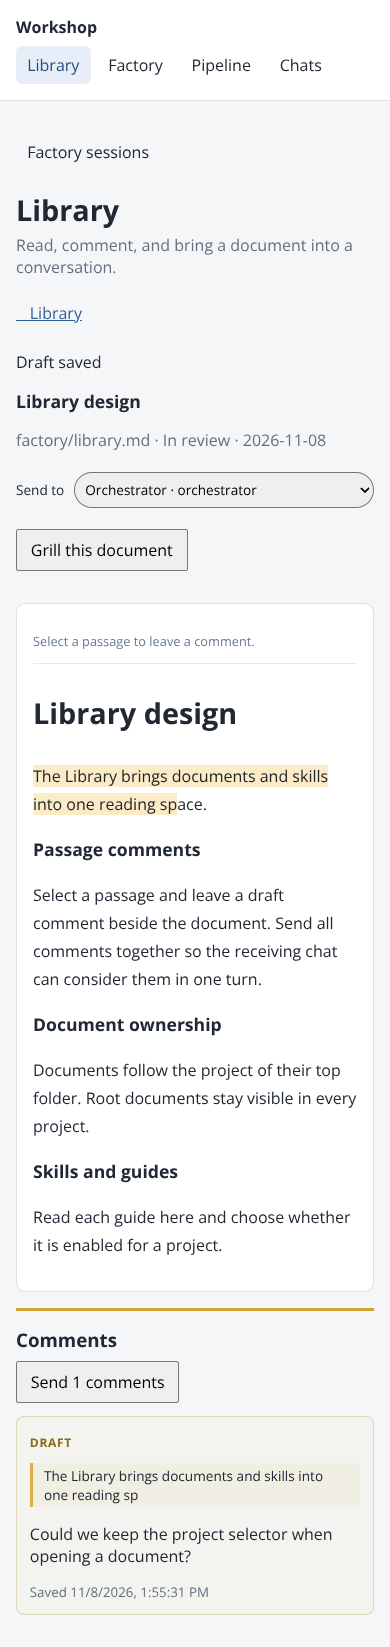 Workshop
Library Factory Pipeline Chats
Factory sessions
Library
Read, comment, and bring a document into a
conversation.
Library
Draft saved
Library design
factory/library.md · In review · 2026-11-08
Send to Orchestrator · orchestrator
Grill this document
Select a passage to leave a comment.
Library design
The Library brings documents and skills
into one reading space.
Passage comments
Select a passage and leave a draft
comment beside the document. Send all
comments together so the receiving chat
can consider them in one turn.
Document ownership
Documents follow the project of their top
folder. Root documents stay visible in every
project.
Skills and guides
Read each guide here and choose whether
it is enabled for a project.
Comments
Send 1 comments
DRAFT
The Library brings documents and skills into
one reading sp
Could we keep the project selector when
opening a document?
Saved 11/8/2026, 1:55:31 PM